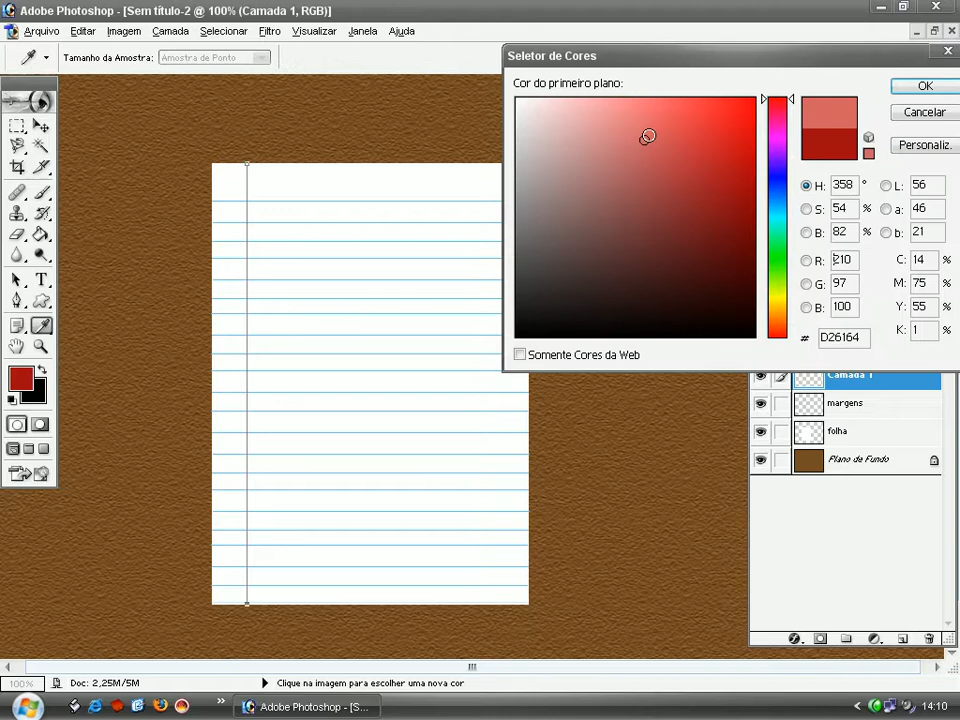 Adobe Photoshop - [Sem título-2 @ 100% (Camada 1, RGB)]
Arquivo Editar Imagem Camada Selecionar Filtro Visualizar Janela Ajuda
Tamanho da Amostra: Amostra de Ponto
Seletor de Cores
Cor do primeiro plano:
OK
Cancelar
Personaliz.
H: 358 ° L: 56
S: 54 % a: 46
B: 82 % b: 21
R: 210 C: 14 %
G: 97 M: 75 %
B: 100 Y: 55 %
# D26164 K: 1 %
Somente Cores da Web
Camada 1
margens
folha
Plano de Fundo
100% Doc: 2,25M/5M Clique na imagem para escolher uma nova cor
» Adobe Photoshop - [S... 14:10